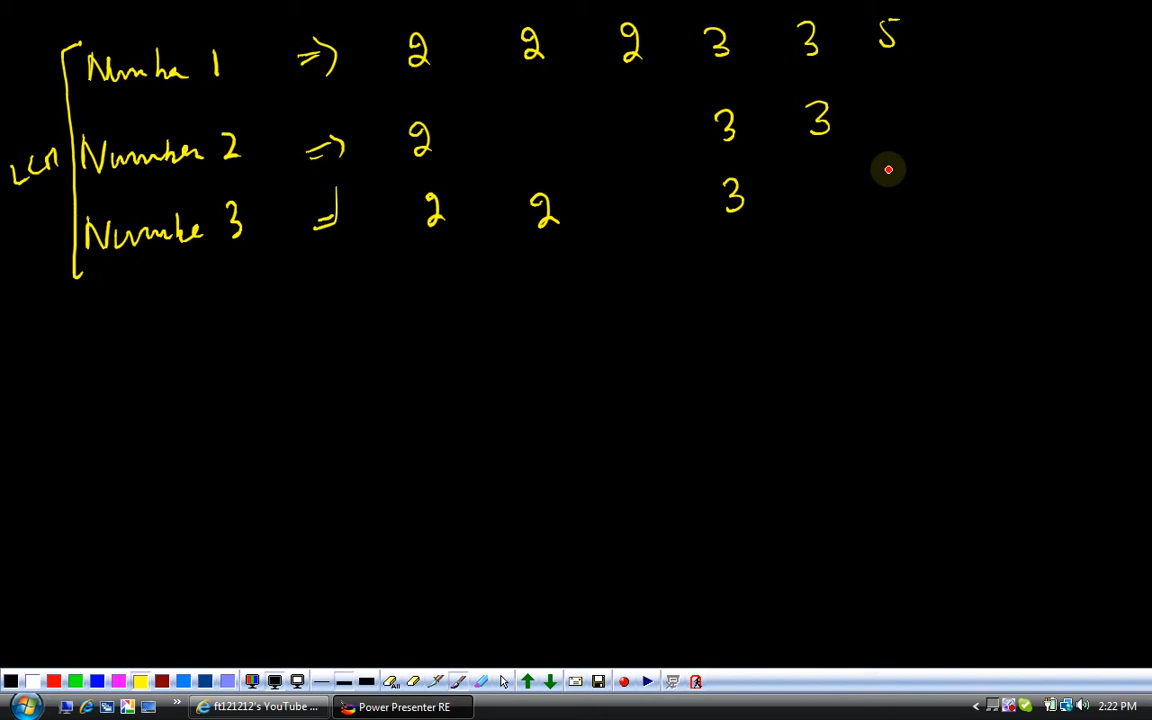 Number 1 => 2 2 2 3 3 5
LCM
Number 2 => 2 3 3
Number 3 => 2 2 3
ft121212's YouTube ...
Power Presenter RE
2:22 PM